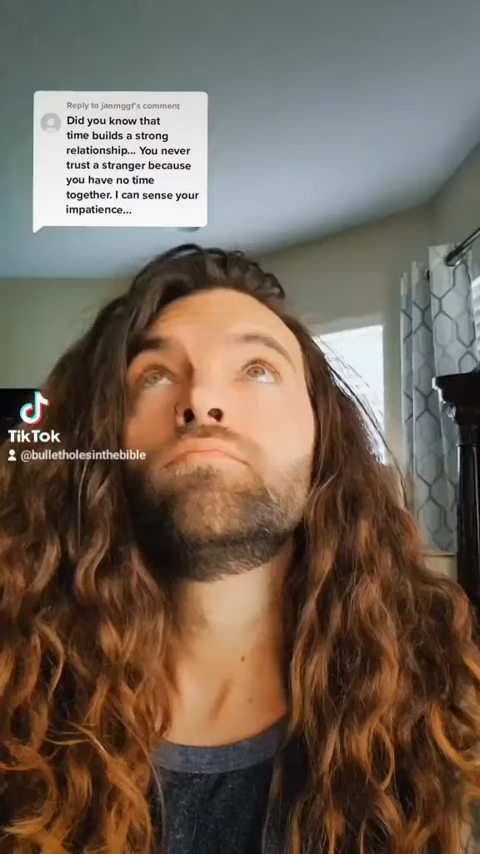 Reply to janmggf's comment
Did you know that
time builds a strong
relationship... You never
trust a stranger because
you have no time
together. I can sense your
impatience...
TikTok
@bulletholesinthebible